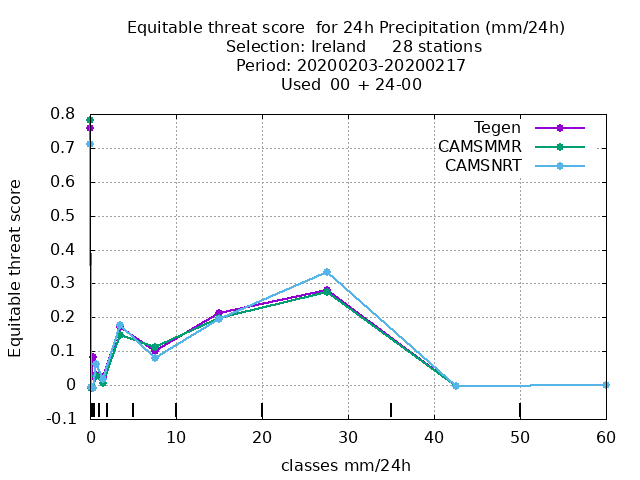 Equitable threat score  for 24h Precipitation (mm/24h)
Selection: Ireland     28 stations
Period: 20200203-20200217
Used  00 + 24-00
0.8
0.7
0.6
0.5
0.4
0.3
0.2
0.1
0
-0.1
Equitable threat score
Tegen
CAMSMMR
CAMSNRT
0 10 20 30 40 50 60
classes mm/24h